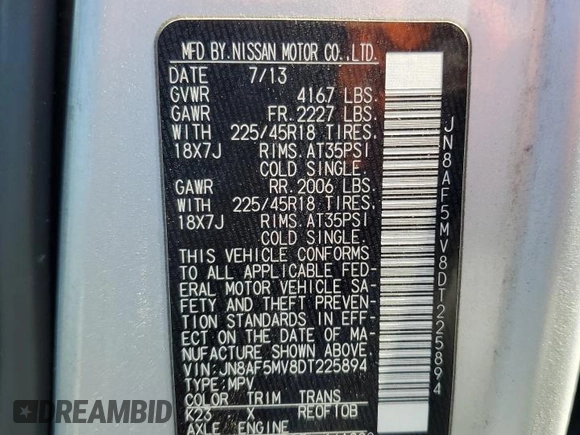 MFD BY NISSAN MOTOR CO.,LTD.
DATE 7/13
GVWR 4167 LBS.
GAWR FR. 2227 LBS.
WITH 225/45R18 TIRES.
18X7J RIMS. AT35PSI
COLD SINGLE.
GAWR RR. 2006 LBS.
WITH 225/45R18 TIRES.
18X7J RIMS. AT35PSI
COLD SINGLE.
THIS VEHICLE CONFORMS
TO ALL APPLICABLE FED-
ERAL MOTOR VEHICLE SA-
FETY AND THEFT PREVEN-
TION STANDARDS IN EFF-
ECT ON THE DATE OF MA-
NUFACTURE SHOWN ABOVE.
VIN:JN8AF5MV8DT225894
TYPE:MPV
COLOR TRIM TRANS
K23 X RE0F10B
AXLE ENGINE
JN8AF5MV8DT225894
EPICVIN